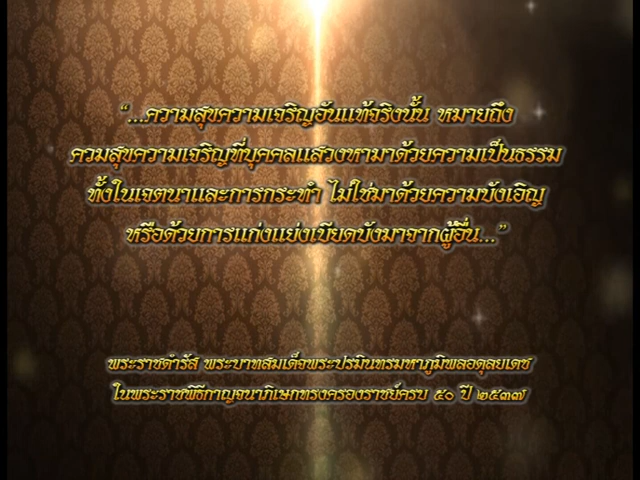 “...ความสุขความเจริญอันแท้จริงนั้น หมายถึง
ควมสุขความเจริญที่บุคคลแสวงหามาด้วยความเป็นธรรม
ทั้งในเจตนาและการกระทำ ไม่ใช่มาด้วยความบังเอิญ
หรือด้วยการแก่งแย่งเบียดบังมาจากผู้อื่น...”
พระราชดำรัส พระบาทสมเด็จพระปรมินทรมหาภูมิพลอดุลยเดช
ในพระราชพิธีกาญจนาภิเษกทรงครองราชย์ครบ ๕๐ ปี ๒๕๓๗